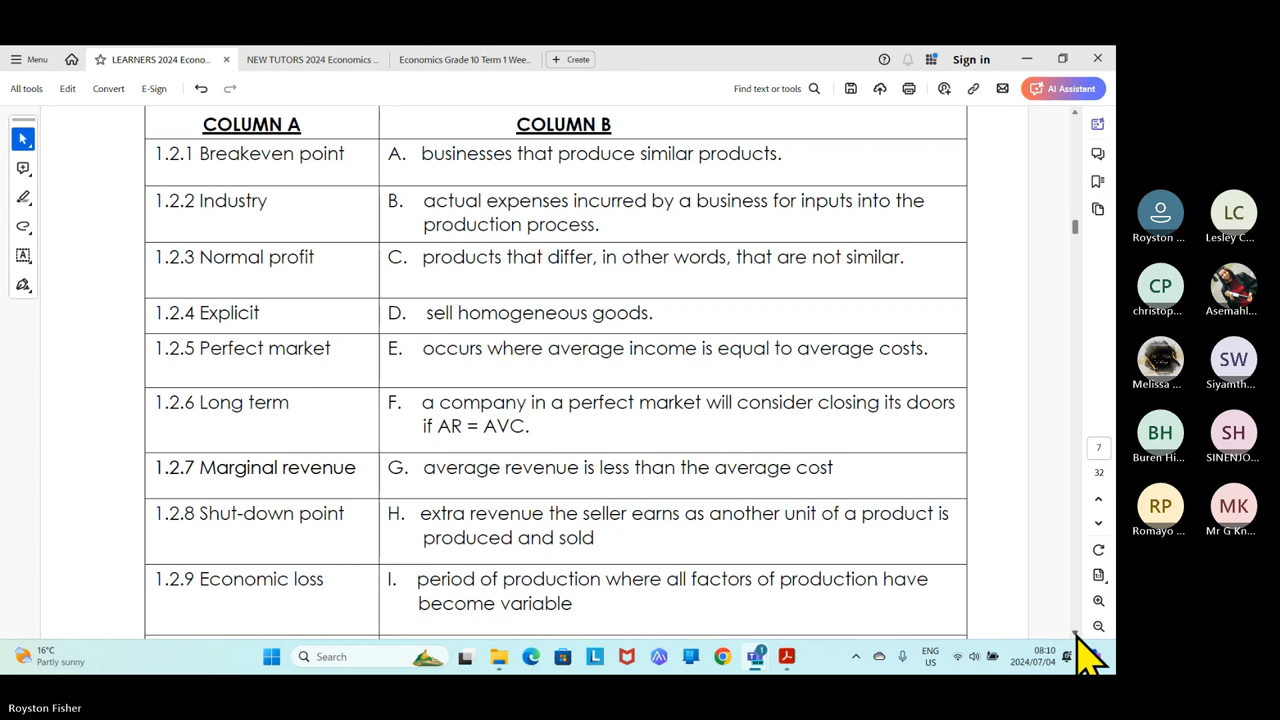 Menu
LEARNERS 2024 Econo...
NEW TUTORS 2024 Economics ...
Economics Grade 10 Term 1 Wee...
Create
Sign in
All tools
Edit
Convert
E-Sign
Find text or tools
AI Assistant
COLUMN A
COLUMN B
1.2.1 Breakeven point
A. businesses that produce similar products.
1.2.2 Industry
B. actual expenses incurred by a business for inputs into the
production process.
1.2.3 Normal profit
C. products that differ, in other words, that are not similar.
1.2.4 Explicit
D. sell homogeneous goods.
1.2.5 Perfect market
E. occurs where average income is equal to average costs.
1.2.6 Long term
F. a company in a perfect market will consider closing its doors
if AR = AVC.
1.2.7 Marginal revenue
G. average revenue is less than the average cost
1.2.8 Shut-down point
H. extra revenue the seller earns as another unit of a product is
produced and sold
1.2.9 Economic loss
I. period of production where all factors of production have
become variable
7
32
16°C
Partly sunny
Search
ENG
US
08:10
2024/07/04
Royston ...
LC
Lesley C...
CP
christop...
Asemahl...
Melissa ...
SW
Siyamth...
BH
Buren Hi...
SH
SINENJO...
RP
Romayo ...
MK
Mr G Kn...
Royston Fisher